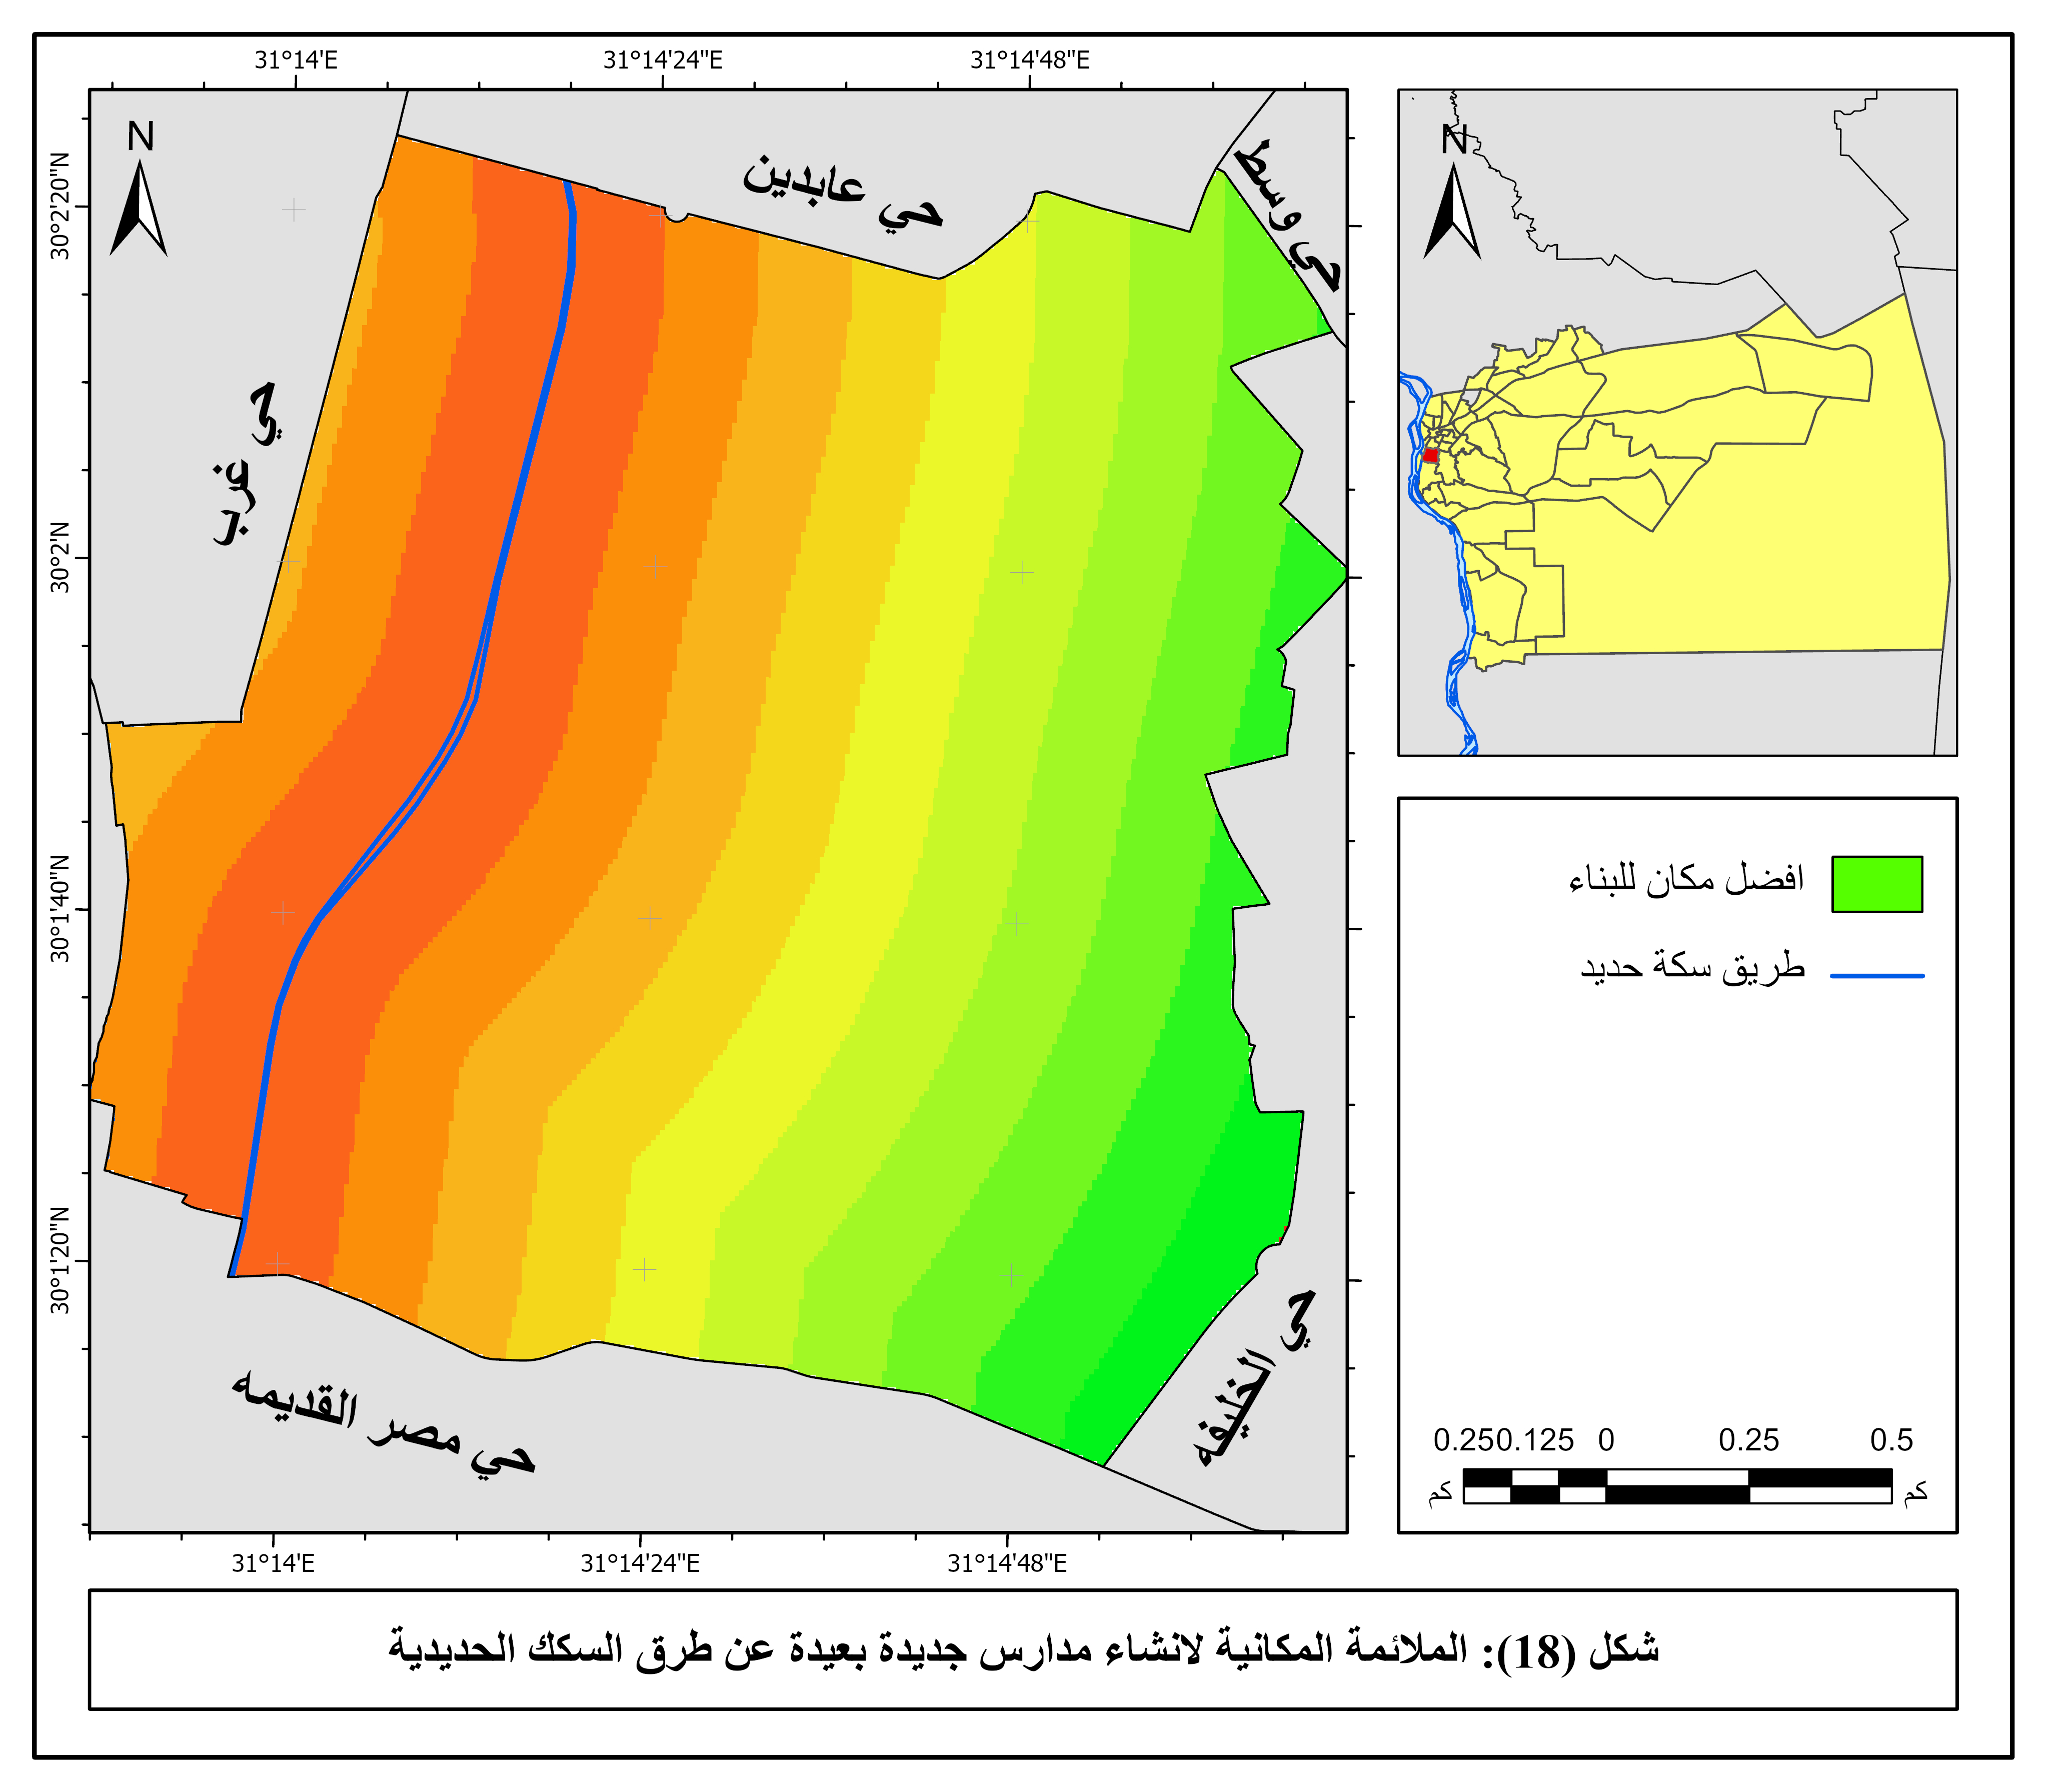 31°14'E 31°14'24"E 31°14'48"E
N
30°2'20"N
30°2'N
30°1'40"N
30°1'20"N
حي عابدين
حي وسط
حي غرب
حي مصر القديمه
حي الخليفه
31°14'E 31°14'24"E 31°14'48"E
N
افضل مكان للبناء
طريق سكة حديد
0.25 0.125 0 0.25 0.5
كم كم
شكل (18): الملائمة المكانية لانشاء مدارس جديدة بعيدة عن طرق السكك الحديدية